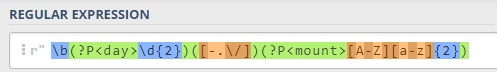 REGULAR EXPRESSION
r" \b(?P<day>\d{2})([-.\/])(?P<mount>[A-Z][a-z]{2})